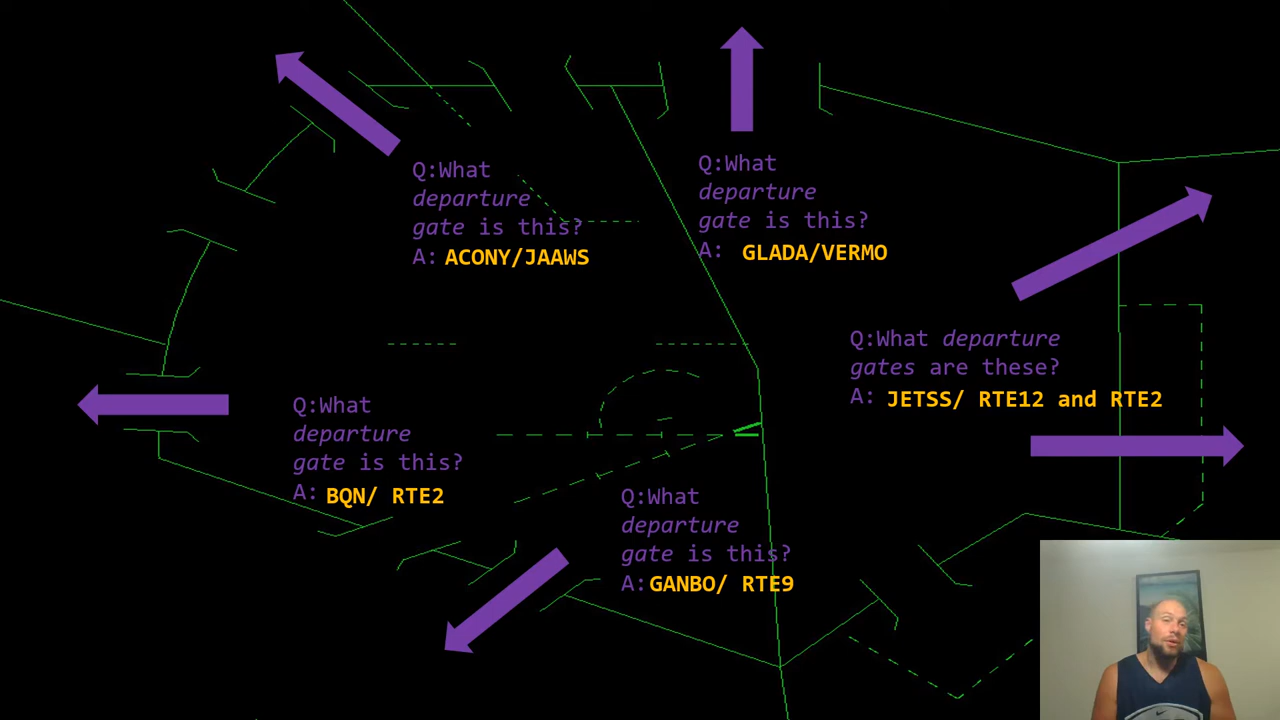 Q:What
departure
gate is this?
A: ACONY/JAAWS
Q:What
departure
gate is this?
A: GLADA/VERMO
Q:What departure
gates are these?
A: JETSS/ RTE12 and RTE2
Q:What
departure
gate is this?
A: BQN/ RTE2
Q:What
departure
gate is this?
A:GANBO/ RTE9